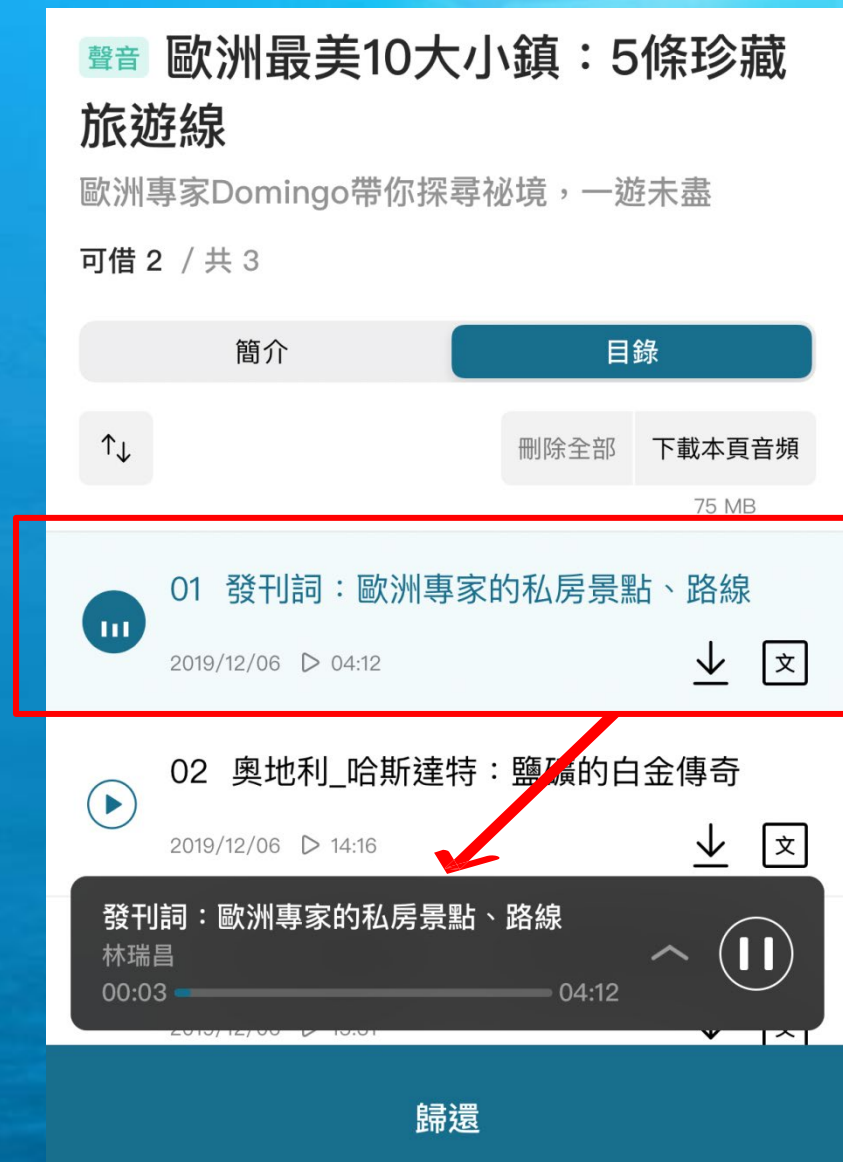 聲音 歐洲最美10大小鎮：5條珍藏
旅遊線
歐洲專家Domingo帶你探尋祕境，一遊未盡
可借 2 / 共 3
簡介 目錄
刪除全部 下載本頁音頻
75 MB
01 發刊詞：歐洲專家的私房景點、路線
2019/12/06 04:12 文
02 奧地利_哈斯達特：鹽礦的白金傳奇
2019/12/06 14:16 文
發刊詞：歐洲專家的私房景點、路線
林瑞昌
00:03 04:12
歸還